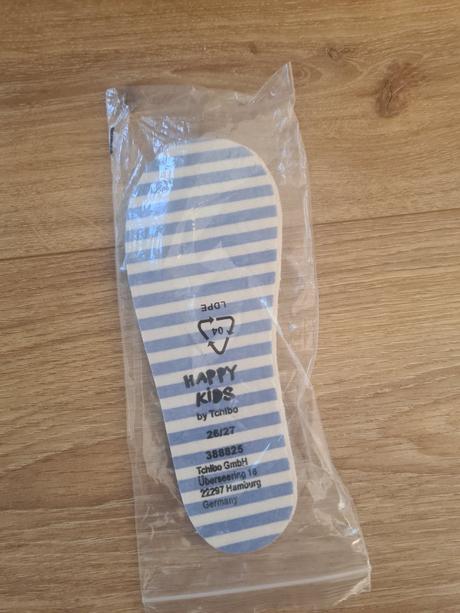 LDPE
04
HAPPY
KiDS
by Tchibo
26/27
388825
Tchibo GmbH
Überseering 18
22297 Hamburg
Germany